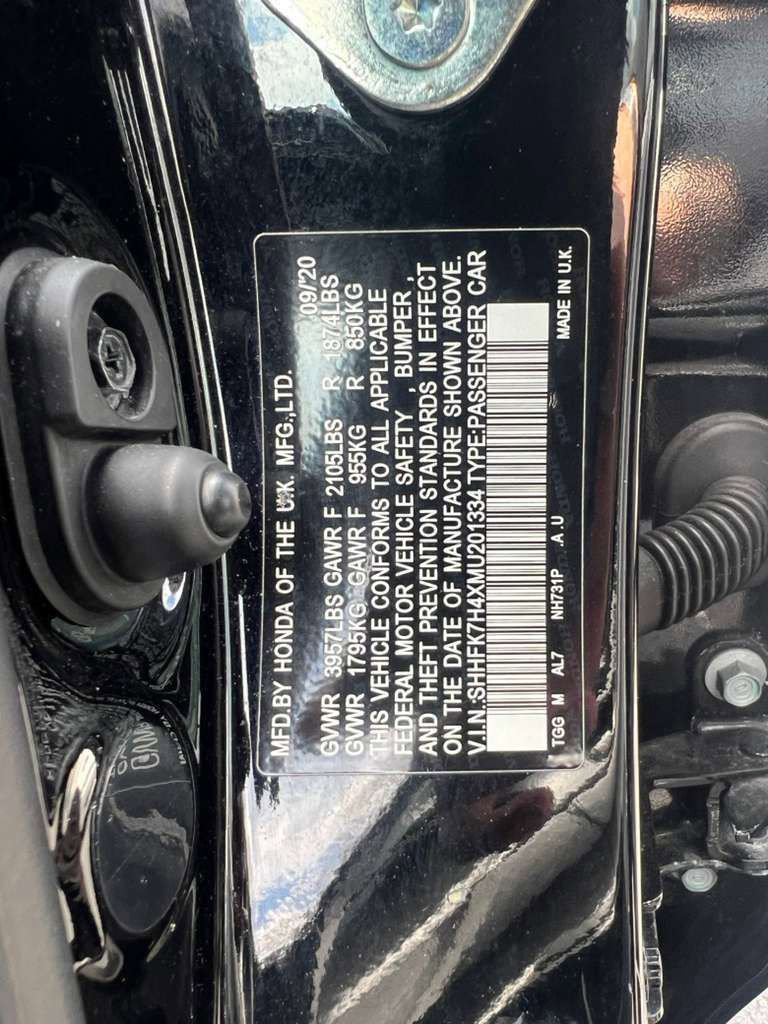 MFD.BY HONDA OF THE U.K. MFG.,LTD. 09/'20
GVWR 3957LBS GAWR F 2105LBS R 1874LBS
GVWR 1795KG GAWR F 955KG R 850KG
THIS VEHICLE CONFORMS TO ALL APPLICABLE
FEDERAL MOTOR VEHICLE SAFETY , BUMPER ,
AND THEFT PREVENTION STANDARDS IN EFFECT
ON THE DATE OF MANUFACTURE SHOWN ABOVE.
V.I.N.:SHHFK7H4XMU201334 TYPE:PASSENGER CAR
TGG M AL7 NH731P .A.U MADE IN U.K.